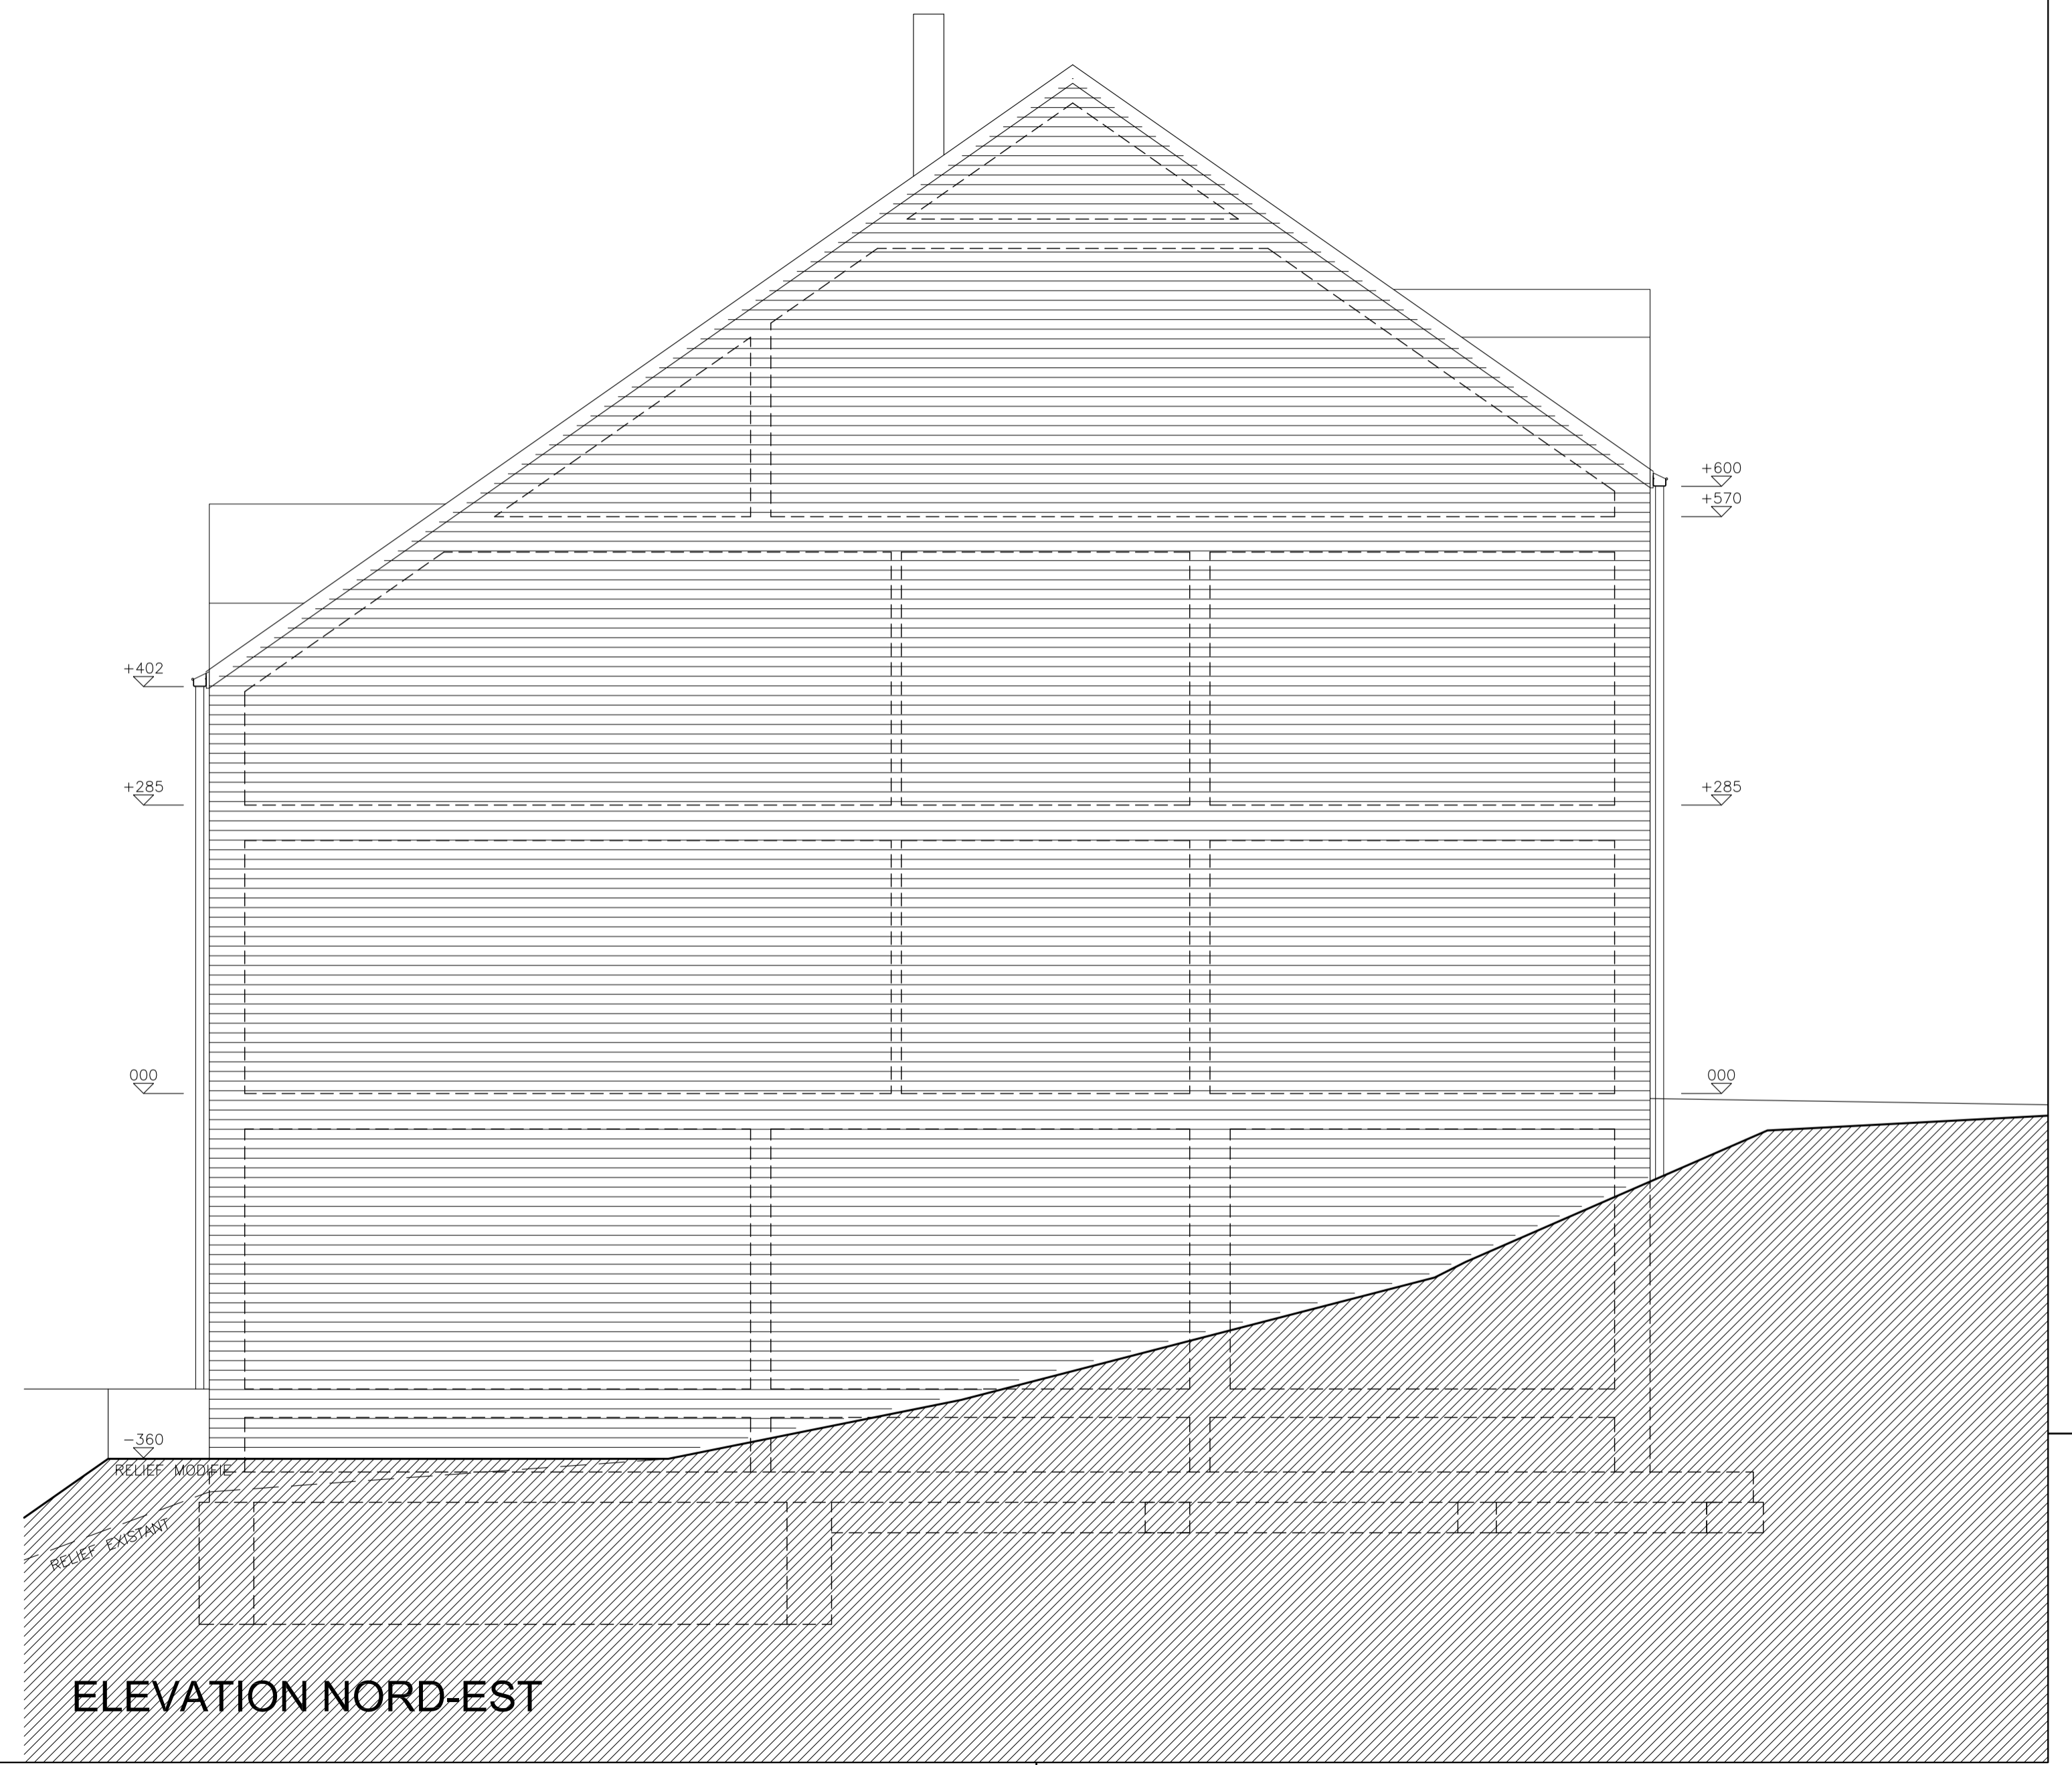 +600
+570
+402
+285
+285
000
000
-360
RELIEF MODIFIE
RELIEF EXISTANT
ELEVATION NORD-EST